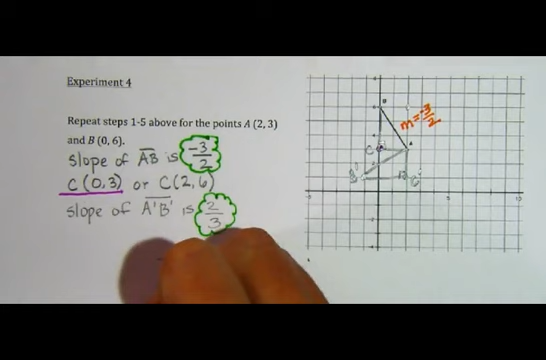 Experiment 4
Repeat steps 1-5 above for the points A (2, 3)
and B (0, 6).
slope of AB is -3/2
C(0,3) or C(2,6)
slope of A'B' is 2/3
m=-3/2
B
A
C
B'